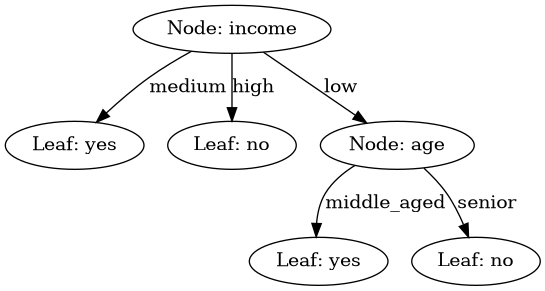 Node: income
medium
high
low
Leaf: yes
Leaf: no
Node: age
middle_aged
senior
Leaf: yes
Leaf: no